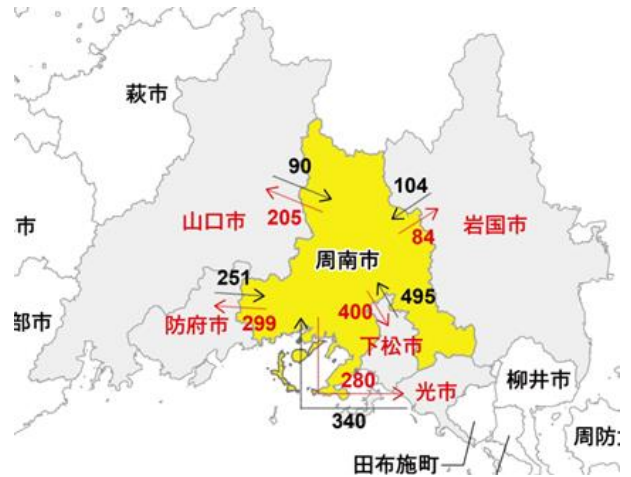 萩市
90
104
市
山口市
205
84
岩国市
周南市
251
495
部市
防府市
299
400
下松市
280
光市
柳井市
340
周防
田布施町